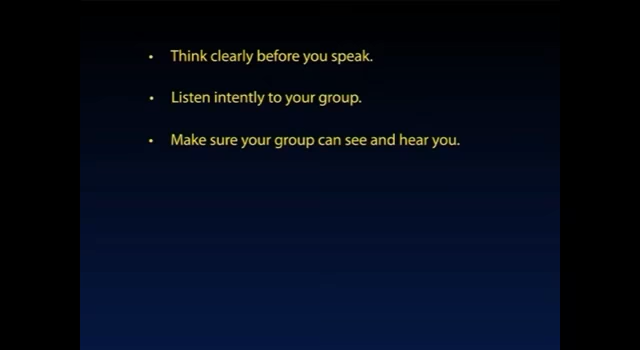 • Think clearly before you speak.
• Listen intently to your group.
• Make sure your group can see and hear you.